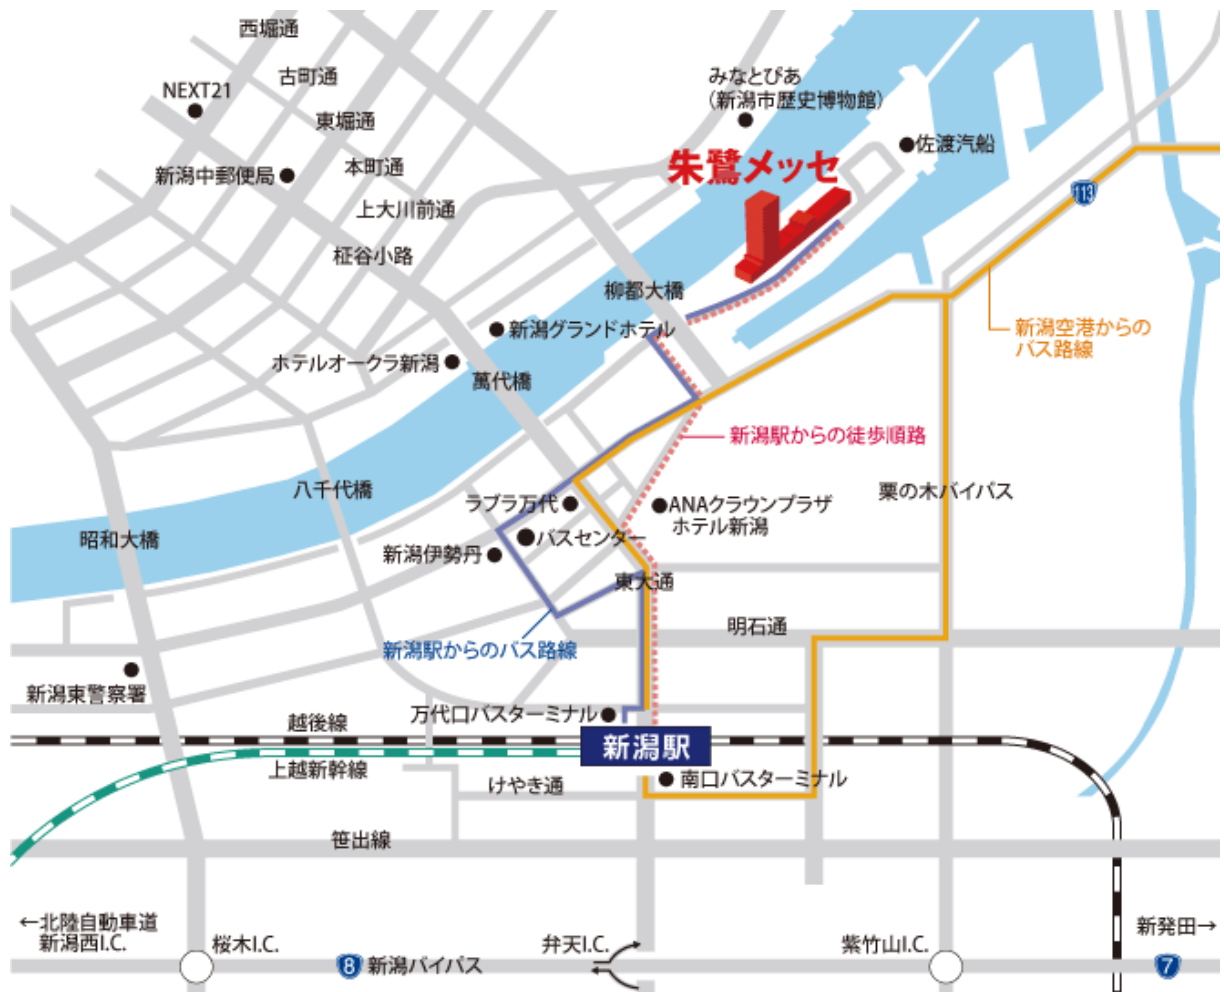 西堀通
古町通
NEXT21
東堀通
本町通
新潟中郵便局
上大川前通
柾谷小路
みなとぴあ
(新潟市歴史博物館)
佐渡汽船
朱鷺メッセ
113
柳都大橋
新潟グランドホテル
ホテルオークラ新潟
萬代橋
新潟空港からの
バス路線
新潟駅からの徒歩順路
八千代橋
ラブラ万代
ANAクラウンプラザ
ホテル新潟
栗の木バイパス
昭和大橋
バスセンター
新潟伊勢丹
東大通
明石通
新潟駅からのバス路線
新潟東警察署
万代口バスターミナル
越後線
新潟駅
上越新幹線
けやき通
南口バスターミナル
笹出線
←北陸自動車道
新潟西I.C.
桜木I.C.
8
新潟バイパス
弁天I.C.
紫竹山I.C.
新発田→
7